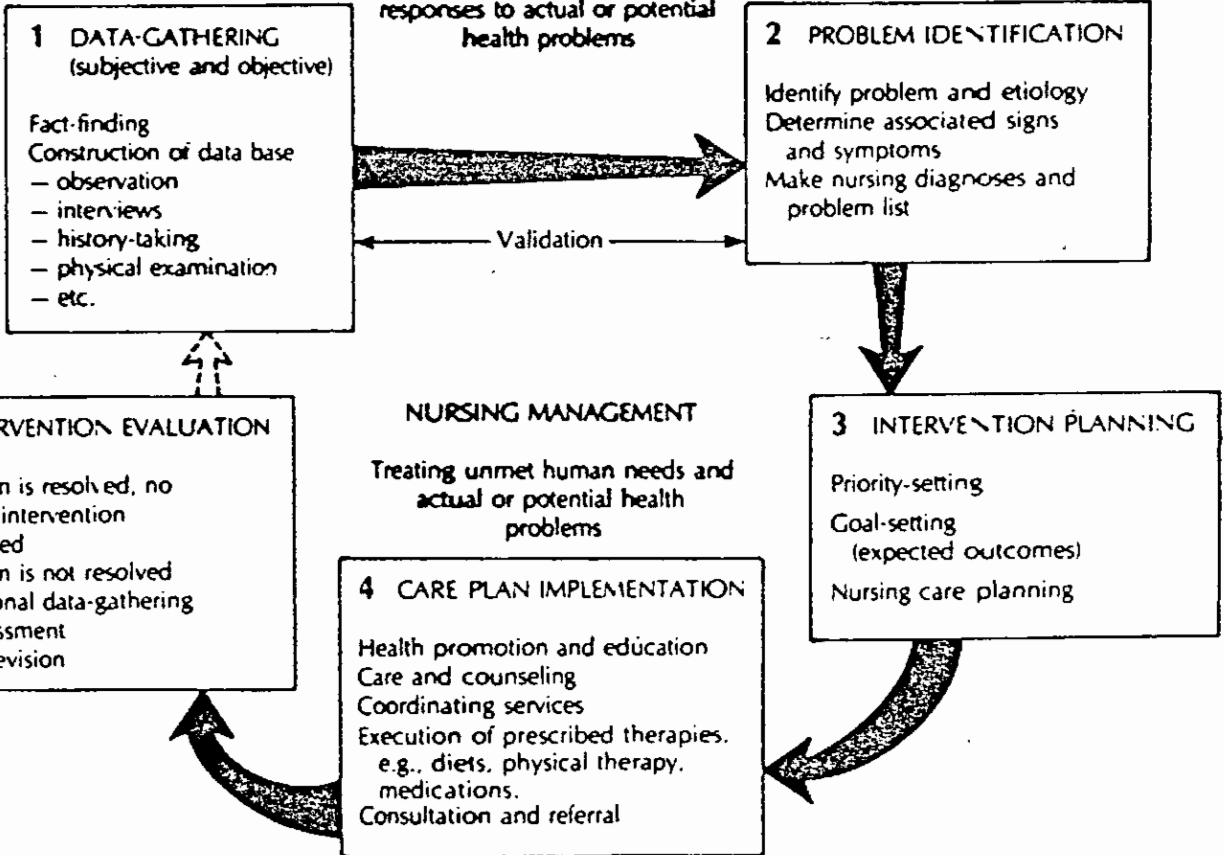 responses to actual or potential
health problems
1 DATA-GATHERING
(subjective and objective)
Fact-finding
Construction of data base
— observation
— interviews
— history-taking
— physical examination
— etc.
Validation
2 PROBLEM IDENTIFICATION
Identify problem and etiology
Determine associated signs
and symptoms
Make nursing diagnoses and
problem list
3 INTERVENTION PLANNING
Priority-setting
Goal-setting
(expected outcomes)
Nursing care planning
NURSING MANAGEMENT
Treating unmet human needs and
actual or potential health
problems
4 CARE PLAN IMPLEMENTATION
Health promotion and education
Care and counseling
Coordinating services
Execution of prescribed therapies.
e.g., diets, physical therapy,
medications.
Consultation and referral
RVENTION EVALUATION
m is resolved, no
intervention
ed
m is not resolved
onal data-gathering
ssment
evision